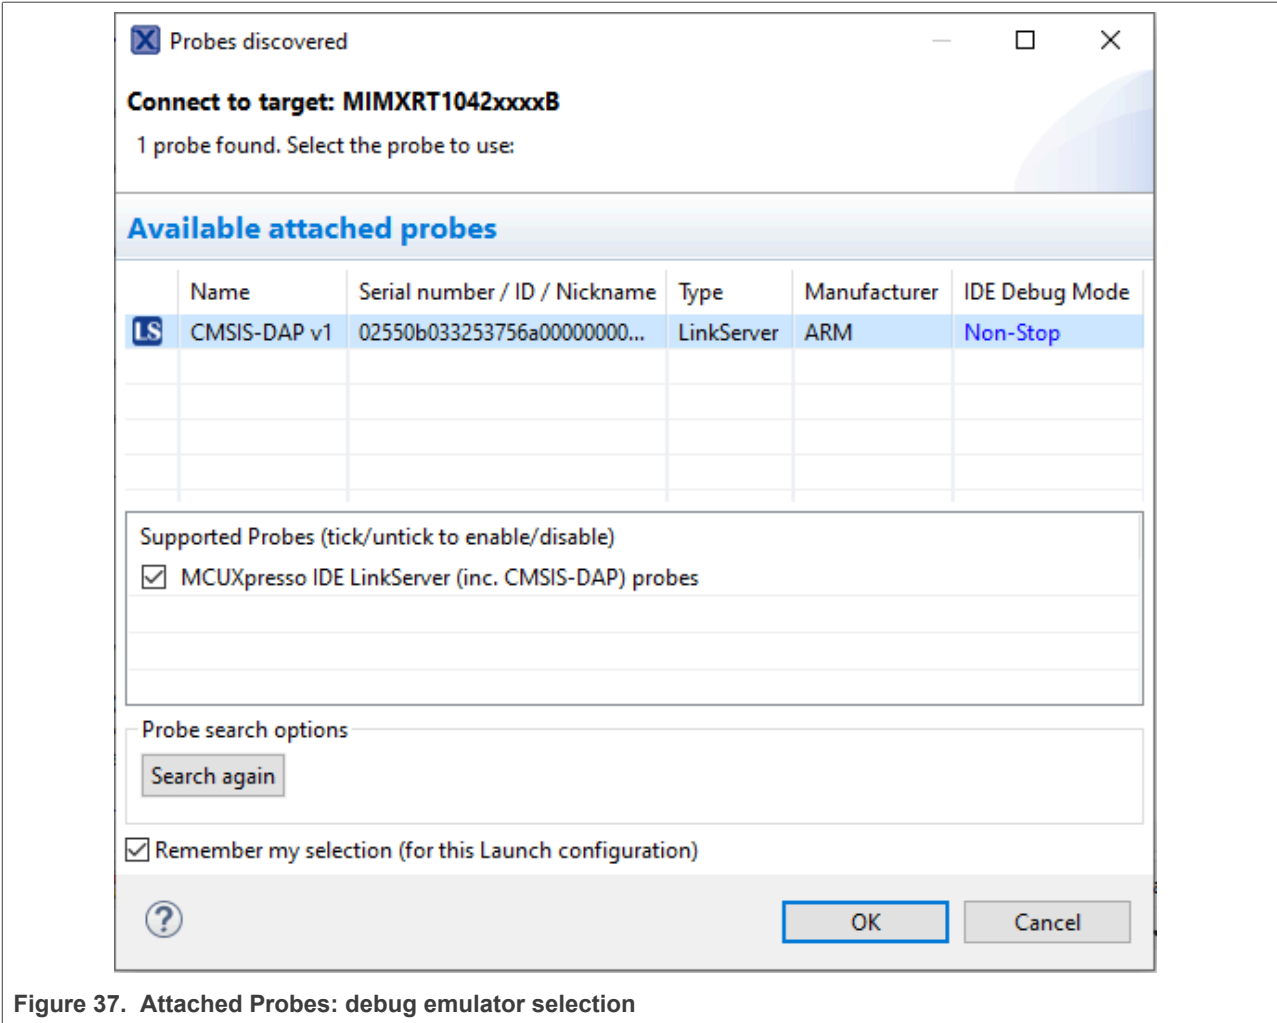 Probes discovered
Connect to target: MIMXRT1042xxxxB
1 probe found. Select the probe to use:
Available attached probes
Name Serial number / ID / Nickname Type Manufacturer IDE Debug Mode
LS CMSIS-DAP v1 02550b033253756a00000000... LinkServer ARM Non-Stop
Supported Probes (tick/untick to enable/disable)
MCUXpresso IDE LinkServer (inc. CMSIS-DAP) probes
Probe search options
Search again
Remember my selection (for this Launch configuration)
? OK Cancel
Figure 37. Attached Probes: debug emulator selection